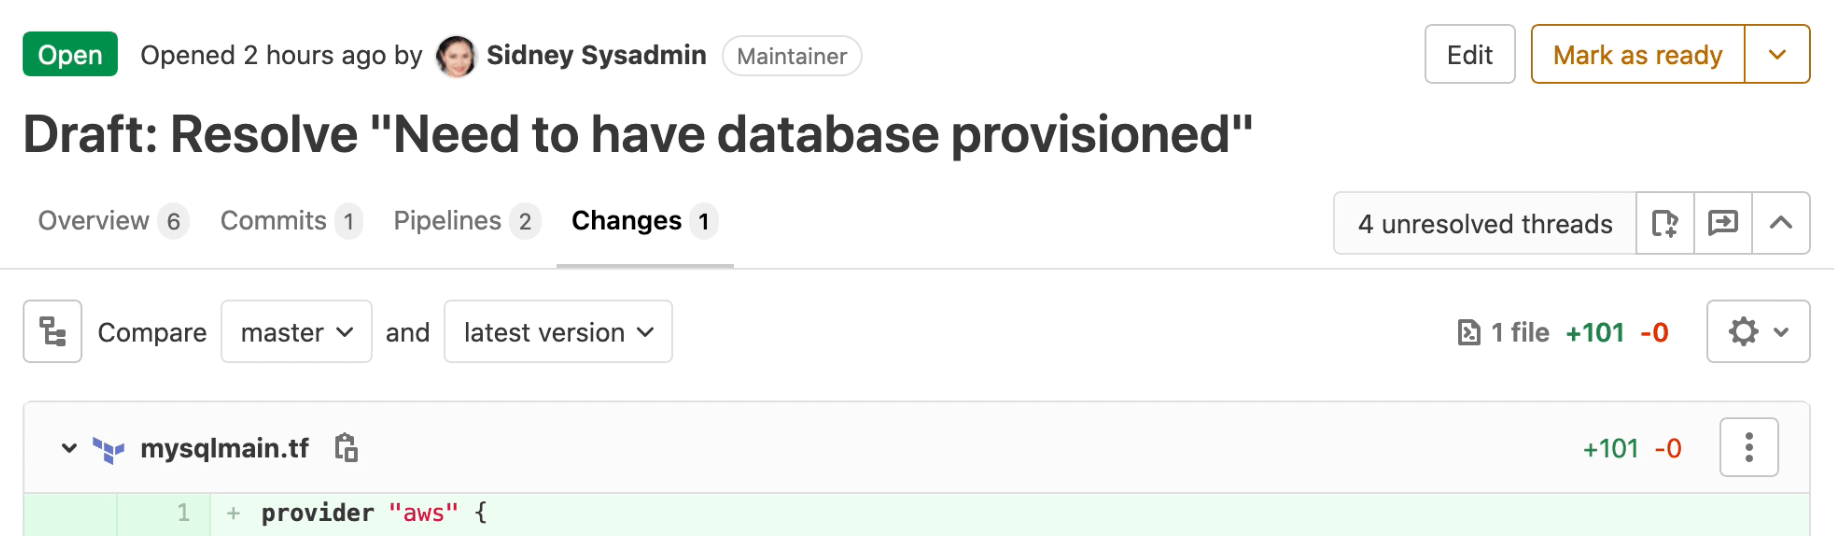 Open Opened 2 hours ago by Sidney Sysadmin Maintainer Edit Mark as ready
Draft: Resolve "Need to have database provisioned"
Overview 6 Commits 1 Pipelines 2 Changes 1 4 unresolved threads
Compare master and latest version 1 file +101 -0
mysqlmain.tf +101 -0
1 + provider "aws" {